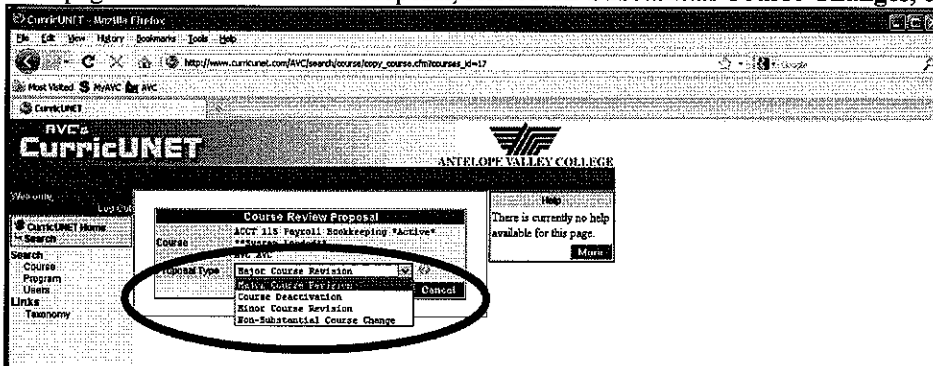 CurricUNET - Mozilla Firefox
File Edit View History Bookmarks Tools Help
http://www.curricunet.com/AVC/search/course/copy_course.cfm?courses_id=17
Google
Most Visited MyAVC AVC
CurricUNET
AVC's
CurricUNET
ANTELOPE VALLEY COLLEGE
Welcome,
Log Out
CurricUNET Home
Search
Search
Course
Program
Users
Links
Taxonomy
Course Review Proposal
Course
ACCT 115 Payroll Bookkeeping *Active*
AVC AVC
Proposal Type
Major Course Revision
Major Course Revision
Course Deactivation
Minor Course Revision
Non-Substantial Course Change
Cancel
Help
There is currently no help
available for this page.
More